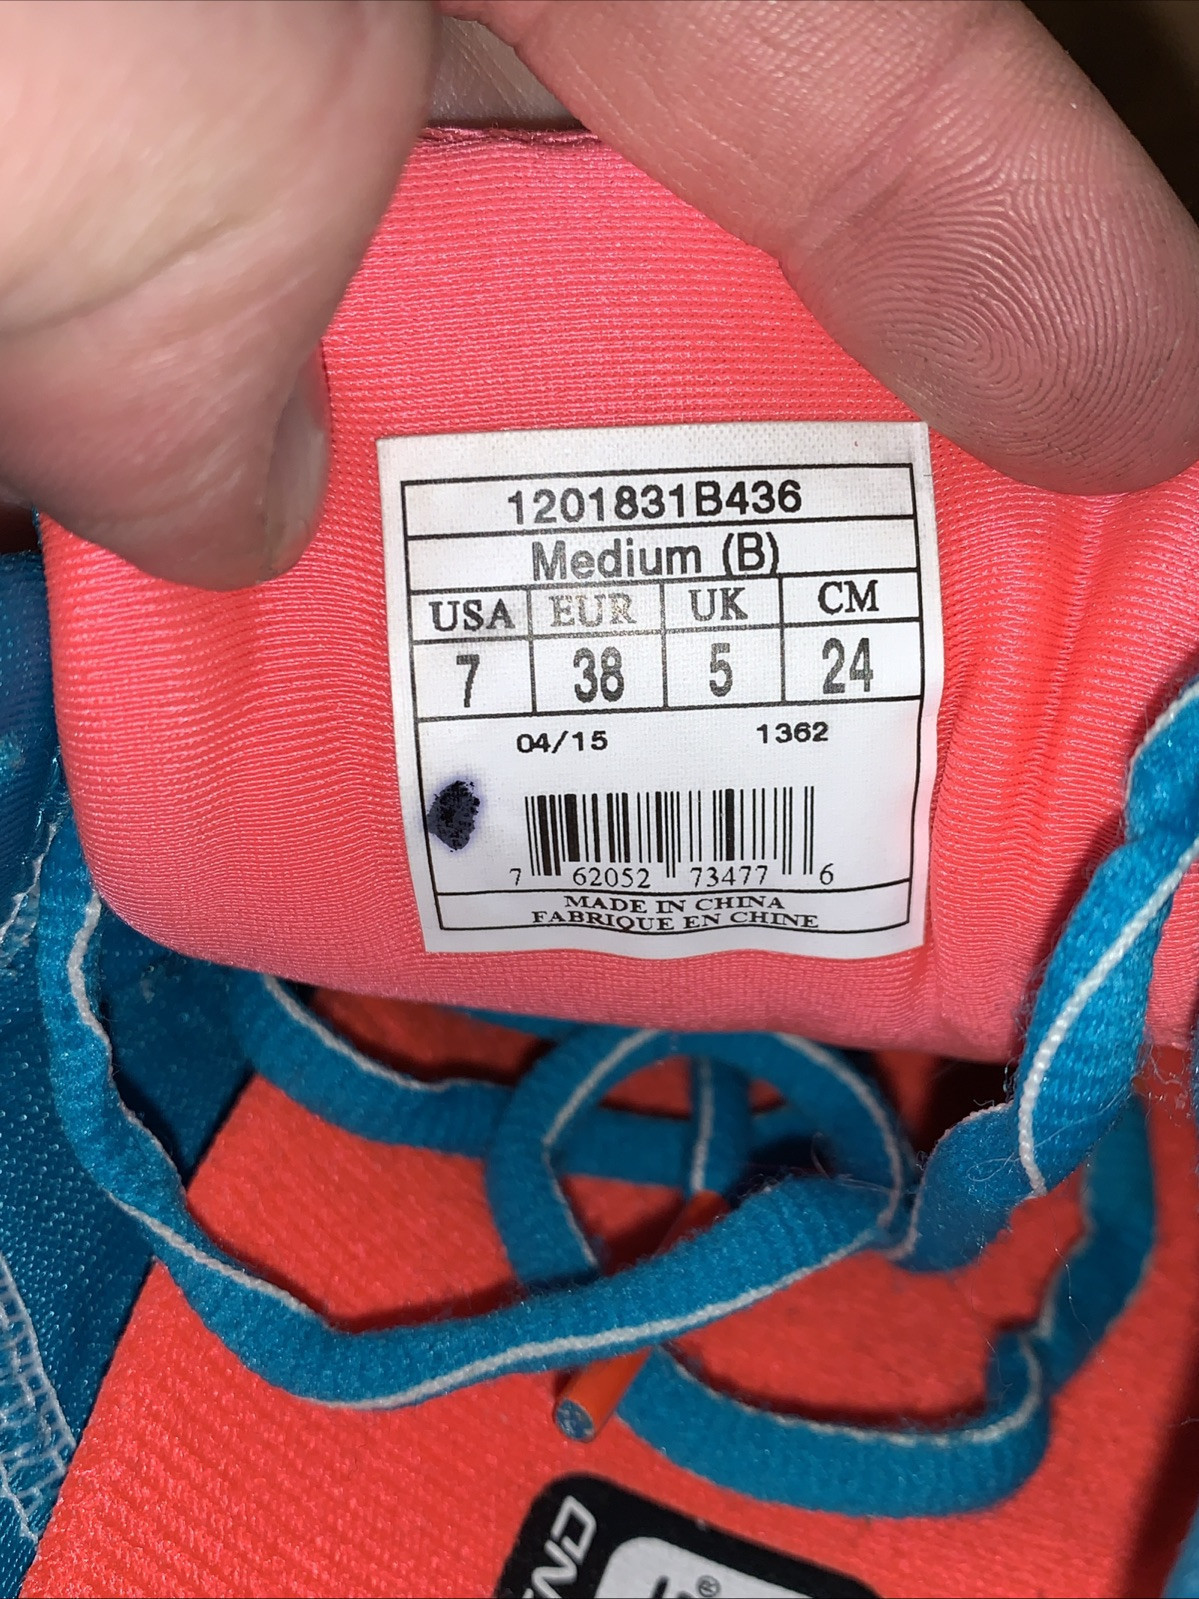 1201831B436
Medium (B)
USA EUR UK CM
7 38 5 24
04/15 1362
7 62052 73477 6
MADE IN CHINA
FABRIQUE EN CHINE
®